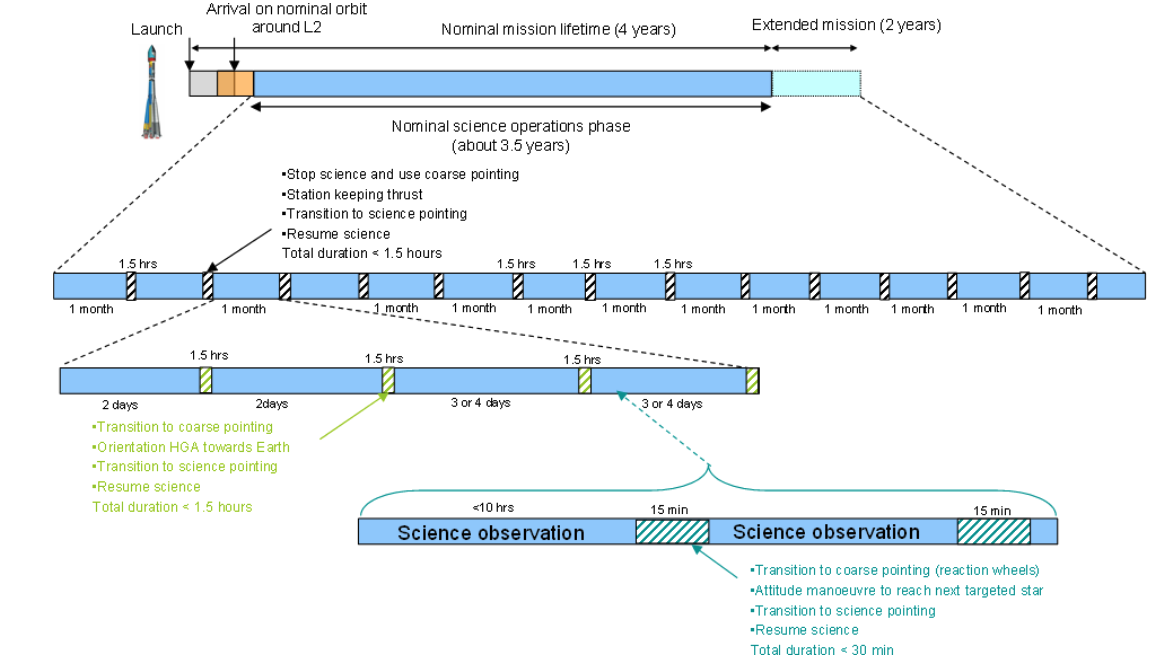 Arrival on nominal orbit
around L2
Launch
Nominal mission lifetime (4 years)
Extended mission (2 years)
Nominal science operations phase
(about 3.5 years)
▪Stop science and use coarse pointing
▪Station keeping thrust
▪Transition to science pointing
▪Resume science
Total duration < 1.5 hours
1.5 hrs
1.5 hrs
1.5 hrs
1.5 hrs
1 month
1 month
1 month
1 month
1 month
1 month
1 month
1 month
1 month
1 month
1 month
1.5 hrs
1.5 hrs
1.5 hrs
2 days
2days
3 or 4 days
3 or 4 days
▪Transition to coarse pointing
▪Orientation HGA towards Earth
▪Transition to science pointing
▪Resume science
Total duration < 1.5 hours
<10 hrs
15 min
15 min
Science observation
Science observation
▪Transition to coarse pointing (reaction wheels)
▪Attitude manoeuvre to reach next targeted star
▪Transition to science pointing
▪Resume science
Total duration < 30 min